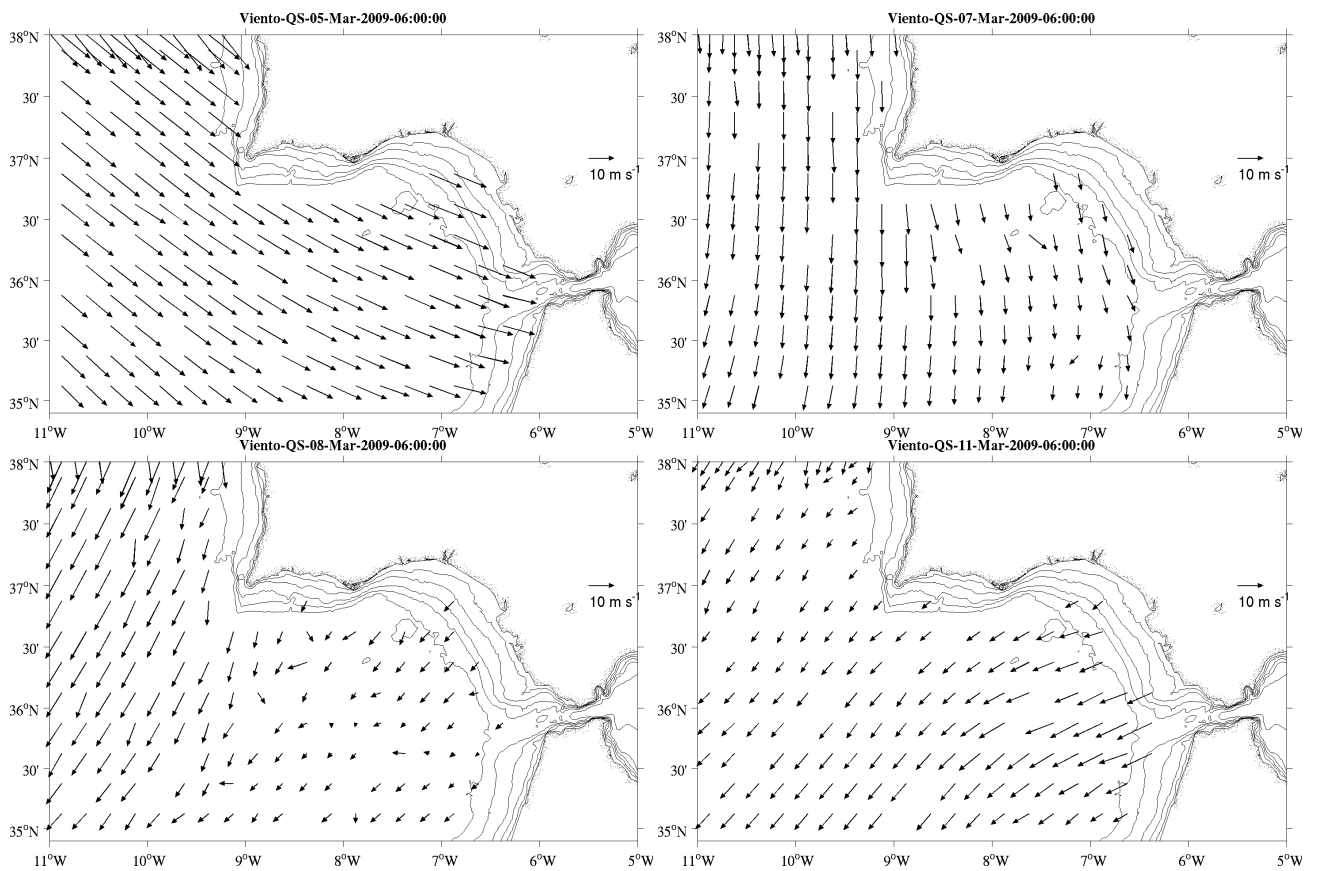 Viento-QS-05-Mar-2009-06:00:00
38°N
30'
37°N
30'
36°N
30'
35°N
10 m s-1
11°W 10°W 9°W 8°W 7°W 6°W 5°W
Viento-QS-07-Mar-2009-06:00:00
38°N
30'
37°N
30'
36°N
30'
35°N
10 m s-1
11°W 10°W 9°W 8°W 7°W 6°W 5°W
Viento-QS-08-Mar-2009-06:00:00
38°N
30'
37°N
30'
36°N
30'
35°N
10 m s-1
11°W 10°W 9°W 8°W 7°W 6°W 5°W
Viento-QS-11-Mar-2009-06:00:00
38°N
30'
37°N
30'
36°N
30'
35°N
10 m s-1
11°W 10°W 9°W 8°W 7°W 6°W 5°W